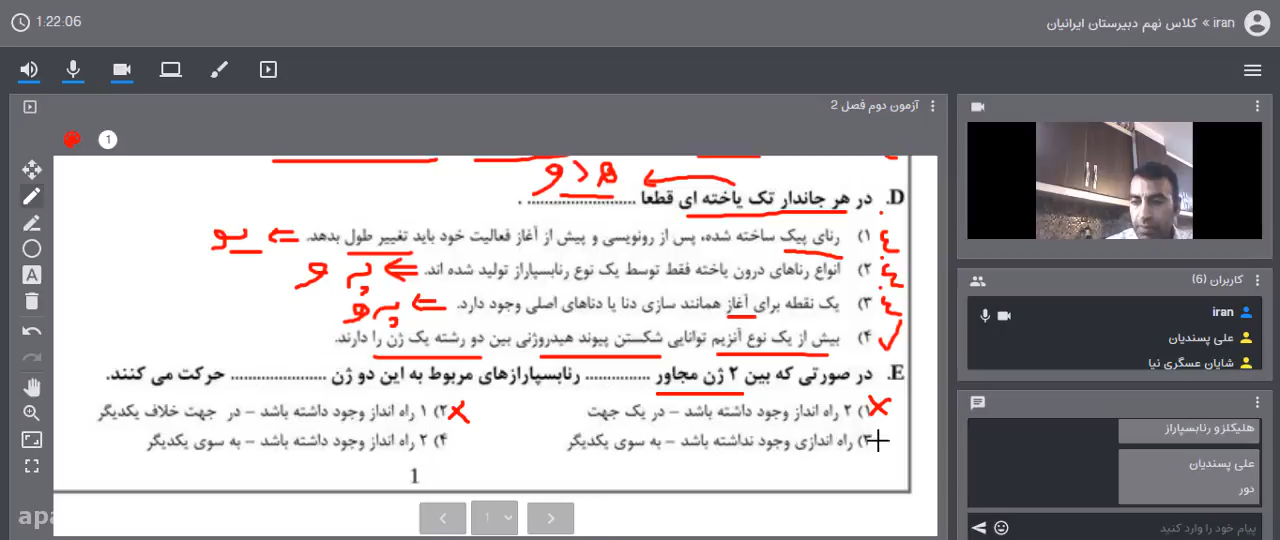 1:22:06
iran » کلاس نهم دبیرستان ایرانیان
آزمون دوم فصل 2
1
هر دو
D. در هر جاندار تک یاخته ای قطعا ..................... .
۱) رنای پیک ساخته شده، پس از رونویسی و پیش از آغاز فعالیت خود باید تغییر طول بدهد.
۲) انواع رناهای درون یاخته فقط توسط یک نوع رنابسپاراز تولید شده اند.
۳) یک نقطه برای آغاز همانند سازی دنا یا دناهای اصلی وجود دارد.
۴) بیش از یک نوع آنزیم توانایی شکستن پیوند هیدروژنی بین دو رشته یک ژن را دارند.
E. در صورتی که بین ۲ ژن مجاور .............. رنابسپارازهای مربوط به این دو ژن .................... حرکت می کنند.
۱) ۲ راه انداز وجود داشته باشد – در یک جهت
۲) ۱ راه انداز وجود داشته باشد – در جهت خلاف یکدیگر
۳) راه اندازی وجود نداشته باشد – به سوی یکدیگر
۴) ۲ راه انداز وجود داشته باشد – به سوی یکدیگر
1
apa
۱
کاربران (6)
iran
علی پسندیان
شایان عسگری نیا
هلیکلزو رنابسپاراز
علی پسندیان
دور
پیام خود را وارد کنید